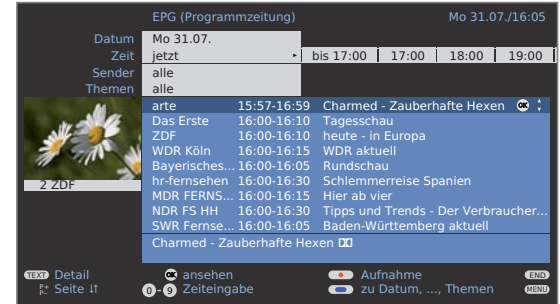 EPG (Programmzeitung) Mo 31.07./16:05
Datum Mo 31.07.
Zeit jetzt bis 17:00 17:00 18:00 19:00
Sender alle
Themen alle
arte 15:57-16:59 Charmed - Zauberhafte Hexen OK
Das Erste 16:00-16:10 Tagesschau
ZDF 16:00-16:10 heute - in Europa
WDR Köln 16:00-16:15 WDR aktuell
Bayerisches... 16:00-16:05 Rundschau
hr-fernsehen 16:00-16:30 Schlemmerreise Spanien
2 ZDF
MDR FERNS... 16:00-16:15 Hier ab vier
NDR FS HH 16:00-16:30 Tipps und Trends - Der Verbraucher...
SWR Fernse... 16:00-16:05 Baden-Württemberg aktuell
Charmed - Zauberhafte Hexen
TEXT Detail OK ansehen Aufnahme END
P+ P- Seite ↓↑ 0-9 Zeiteingabe zu Datum, ..., Themen MENU